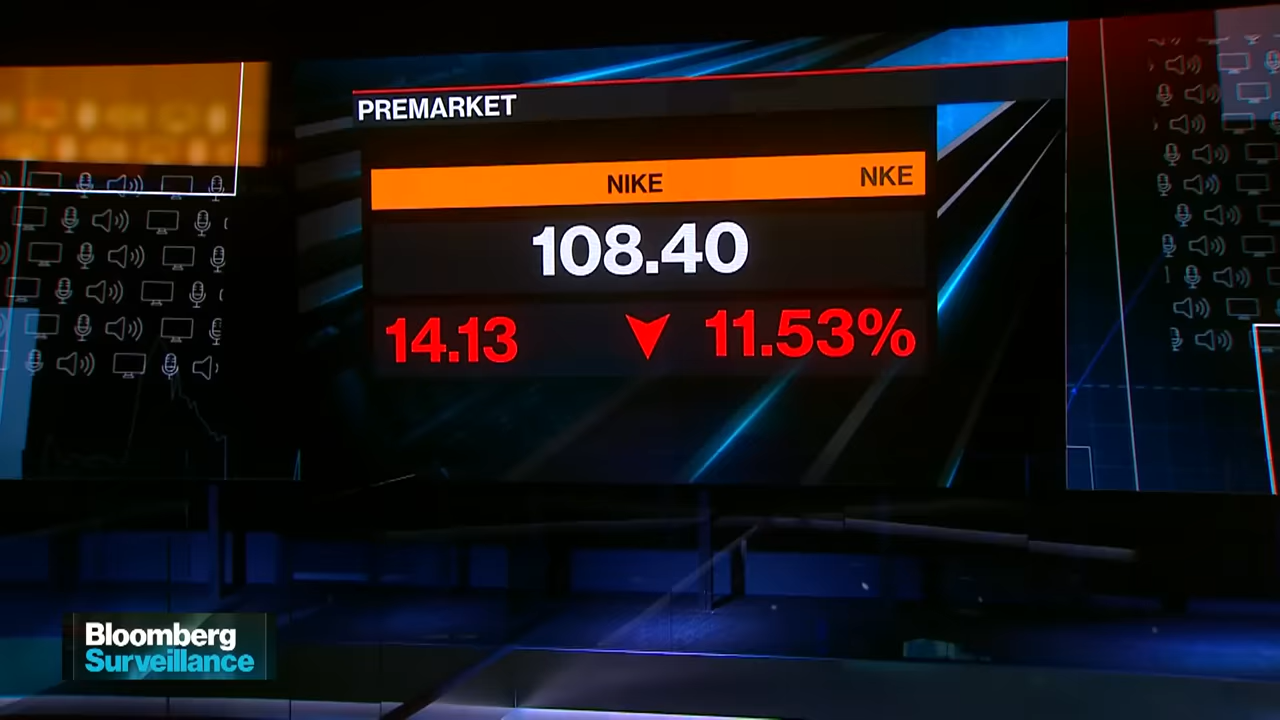 PREMARKET
NIKE NKE
108.40
14.13 ▼ 11.53%
Bloomberg
Surveillance